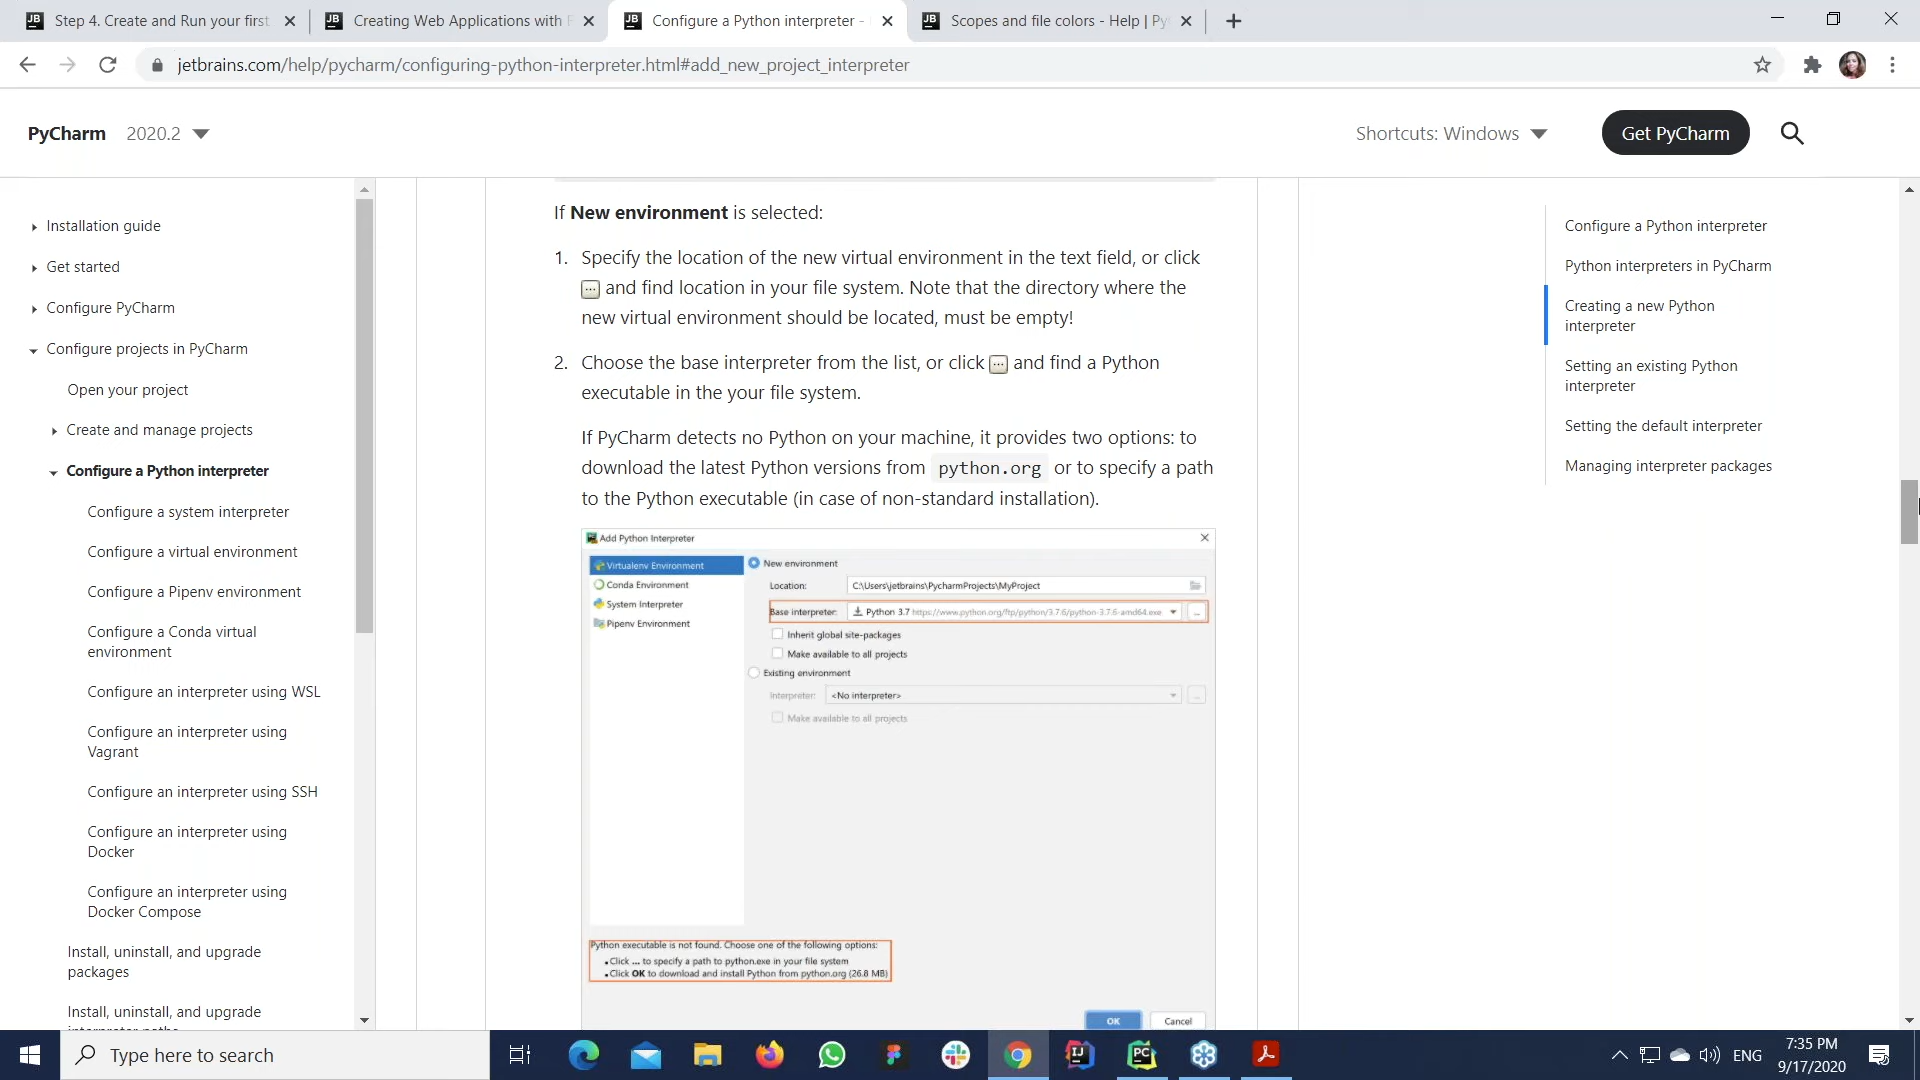 Step 4. Create and Run your first
Creating Web Applications with
Configure a Python interpreter -
Scopes and file colors - Help | Py
jetbrains.com/help/pycharm/configuring-python-interpreter.html#add_new_project_interpreter
PyCharm 2020.2
Shortcuts: Windows
Get PyCharm
Installation guide
Get started
Configure PyCharm
Configure projects in PyCharm
Open your project
Create and manage projects
Configure a Python interpreter
Configure a system interpreter
Configure a virtual environment
Configure a Pipenv environment
Configure a Conda virtual
environment
Configure an interpreter using WSL
Configure an interpreter using
Vagrant
Configure an interpreter using SSH
Configure an interpreter using
Docker
Configure an interpreter using
Docker Compose
Install, uninstall, and upgrade
packages
Install, uninstall, and upgrade
If New environment is selected:
1. Specify the location of the new virtual environment in the text field, or click
... and find location in your file system. Note that the directory where the
new virtual environment should be located, must be empty!
2. Choose the base interpreter from the list, or click ... and find a Python
executable in the your file system.
If PyCharm detects no Python on your machine, it provides two options: to
download the latest Python versions from python.org or to specify a path
to the Python executable (in case of non-standard installation).
Add Python Interpreter
Virtualenv Environment
Conda Environment
System Interpreter
Pipenv Environment
New environment
Location: C:\Users\jetbrains\PycharmProjects\MyProject
Base interpreter: Python 3.7 https://www.python.org/ftp/python/3.7.6/python-3.7.6-amd64.exe ...
Inherit global site-packages
Make available to all projects
Existing environment
Interpreter: <No interpreter> ...
Make available to all projects
Python executable is not found. Choose one of the following options:
• Click ... to specify a path to python.exe in your file system
• Click OK to download and install Python from python.org (26.8 MB)
OK
Cancel
Configure a Python interpreter
Python interpreters in PyCharm
Creating a new Python
interpreter
Setting an existing Python
interpreter
Setting the default interpreter
Managing interpreter packages
Type here to search
ENG
7:35 PM
9/17/2020